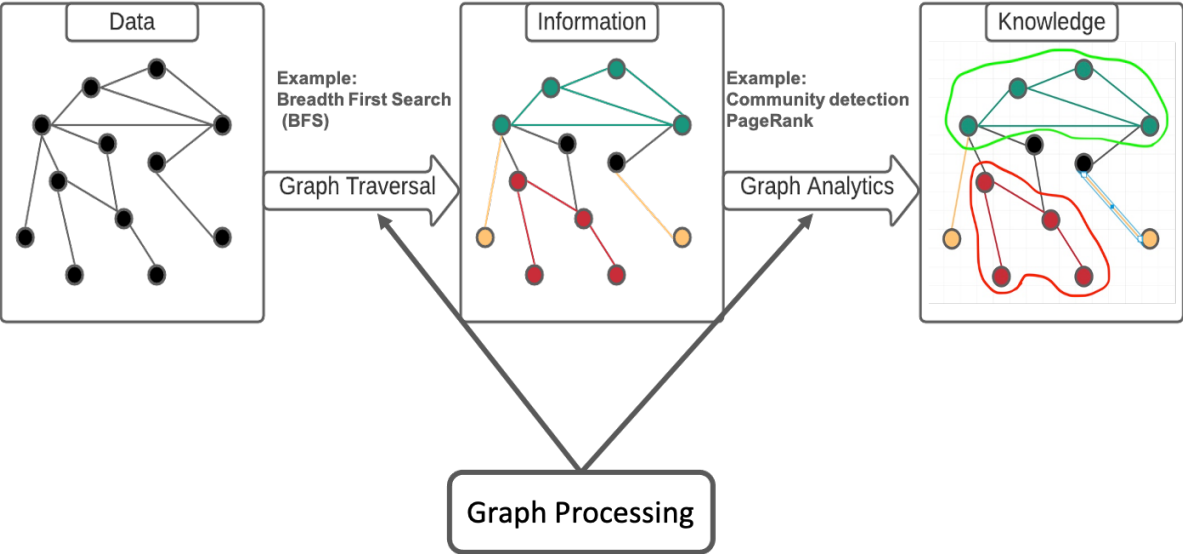 Data
Information
Knowledge
Example:
Breadth First Search
(BFS)
Graph Traversal
Example:
Community detection
PageRank
Graph Analytics
Graph Processing